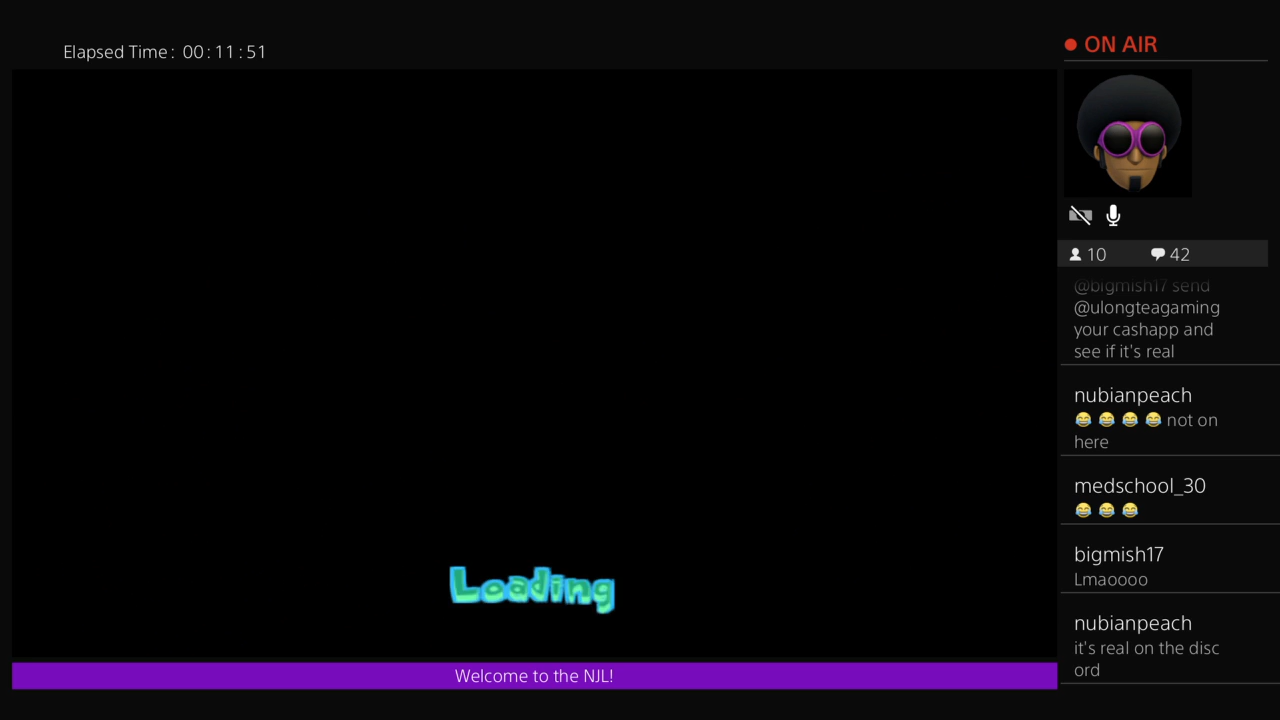 Elapsed Time: 00:11:51
ON AIR
10 42
@bigmish17 send
@ulongteagaming
your cashapp and
see if it's real
nubianpeach
😂 😂 😂 😂 not on
here
medschool_30
😂 😂 😂
bigmish17
Lmaoooo
nubianpeach
it's real on the disc
ord
Loading
Welcome to the NJL!